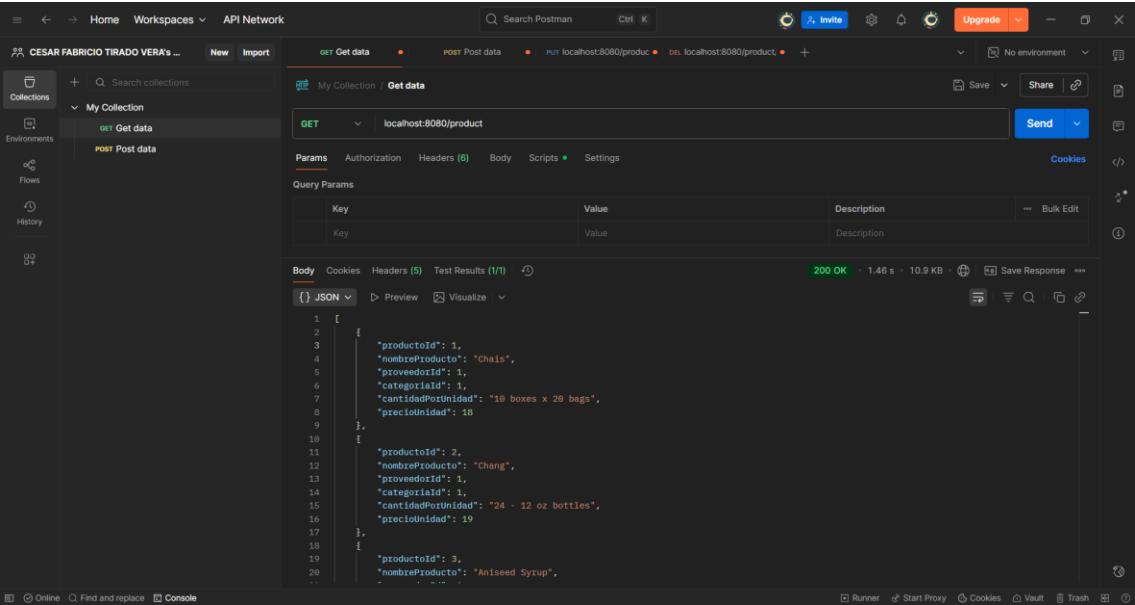 Home Workspaces API Network Search Postman Ctrl K Invite Upgrade
CESAR FABRICIO TIRADO VERA's ... New Import GET Get data POST Post data PUT localhost:8080/produc DEL localhost:8080/product, No environment
Collections
Environments
Flows
History
Search collections
My Collection
GET Get data
POST Post data
HTTP My Collection / Get data Save Share
GET localhost:8080/product Send
Params Authorization Headers (6) Body Scripts Settings Cookies
Query Params
Key Value Description Bulk Edit
Key Value Description
Body Cookies Headers (5) Test Results (1/1) 200 OK 1.46 s 10.9 KB Save Response
{} JSON Preview Visualize
1 [
2 {
3 "productoId": 1,
4 "nombreProducto": "Chais",
5 "proveedorId": 1,
6 "categoriaId": 1,
7 "cantidadPorUnidad": "10 boxes x 20 bags",
8 "precioUnidad": 18
9 },
10 {
11 "productoId": 2,
12 "nombreProducto": "Chang",
13 "proveedorId": 1,
14 "categoriaId": 1,
15 "cantidadPorUnidad": "24 - 12 oz bottles",
16 "precioUnidad": 19
17 },
18 {
19 "productoId": 3,
20 "nombreProducto": "Aniseed Syrup",
Online Find and replace Console Runner Start Proxy Cookies Vault Trash